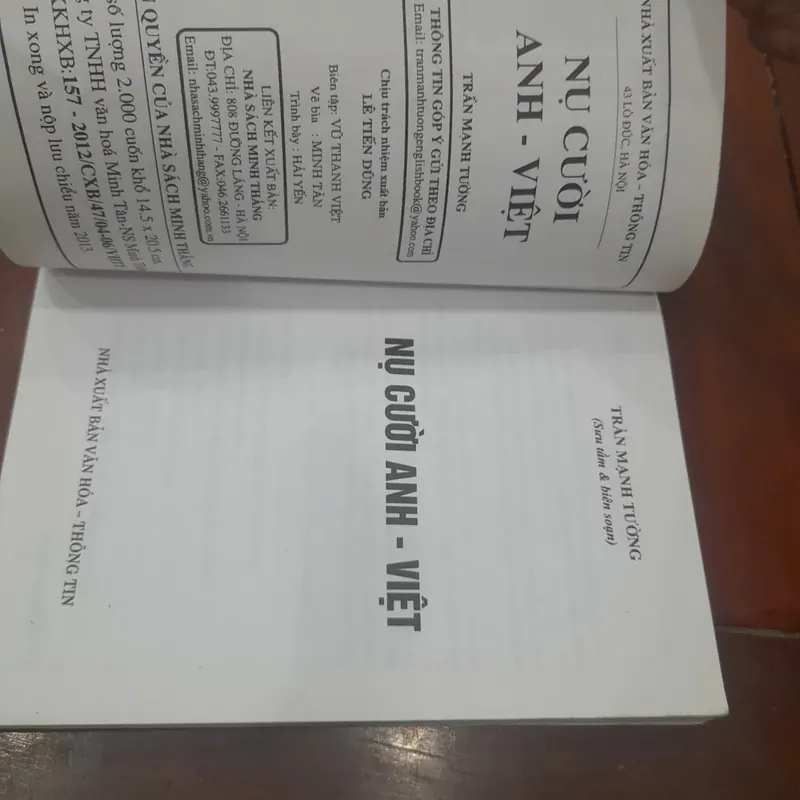 NHÀ XUẤT BẢN VĂN HÓA – THÔNG TIN
43 LÒ ĐÚC, HÀ NỘI
NỤ CƯỜI
ANH - VIỆT
TRẦN MẠNH TƯỜNG
THÔNG TIN GÓP Ý GỬI THEO ĐỊA CHỈ
Email: tranmanhtuongenglishbook@yahoo.com
Chịu trách nhiệm xuất bản
LÊ TIẾN DŨNG
Biên tập: VŨ THANH VIỆT
Vẽ bìa : MINH TÂN
Trình bày : HẢI YẾN
LIÊN KẾT XUẤT BẢN:
NHÀ SÁCH MINH THẮNG
ĐỊA CHỈ: 808 ĐƯỜNG LÁNG - HÀ NỘI
ĐT:043.9997777 - FAX:046.2661133
Email: nhasachminhthang@yahoo.com.vn
QUYỀN CỦA NHÀ SÁCH MINH THẮNG
số lượng 2.000 cuốn khổ 14,5 x 20,5 cm
ty TNHH văn hoá Minh Tân-NS Minh
KKHXB:157 - 2012/CXB/47/04-06/VHTT
In xong và nộp lưu chiểu năm 2013
TRẦN MẠNH TƯỜNG
(Sưu tầm & biên soạn)
NỤ CƯỜI ANH - VIỆT
NHÀ XUẤT BẢN VĂN HÓA – THÔNG TIN